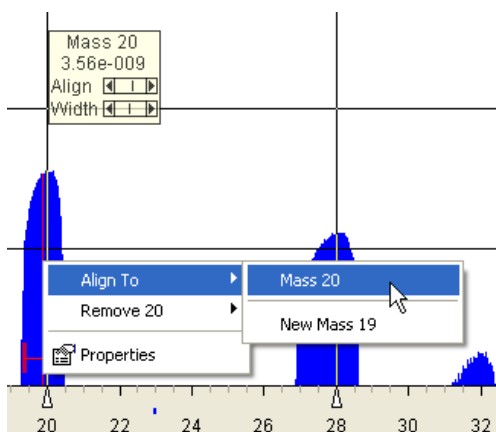 Mass 20
3.56e-009
Align
Width
Align To
Mass 20
Remove 20
New Mass 19
Properties
20 22 24 26 28 30 32